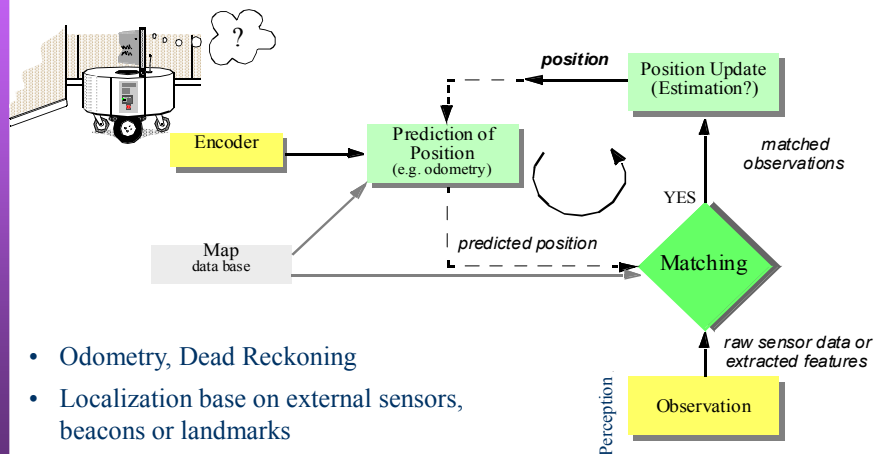 ?
position
Position Update
(Estimation?)
Encoder
Prediction of
Position
(e.g. odometry)
matched
observations
YES
Map
data base
predicted position
Matching
raw sensor data or
extracted features
• Odometry, Dead Reckoning
• Localization base on external sensors,
beacons or landmarks
Perception
Observation